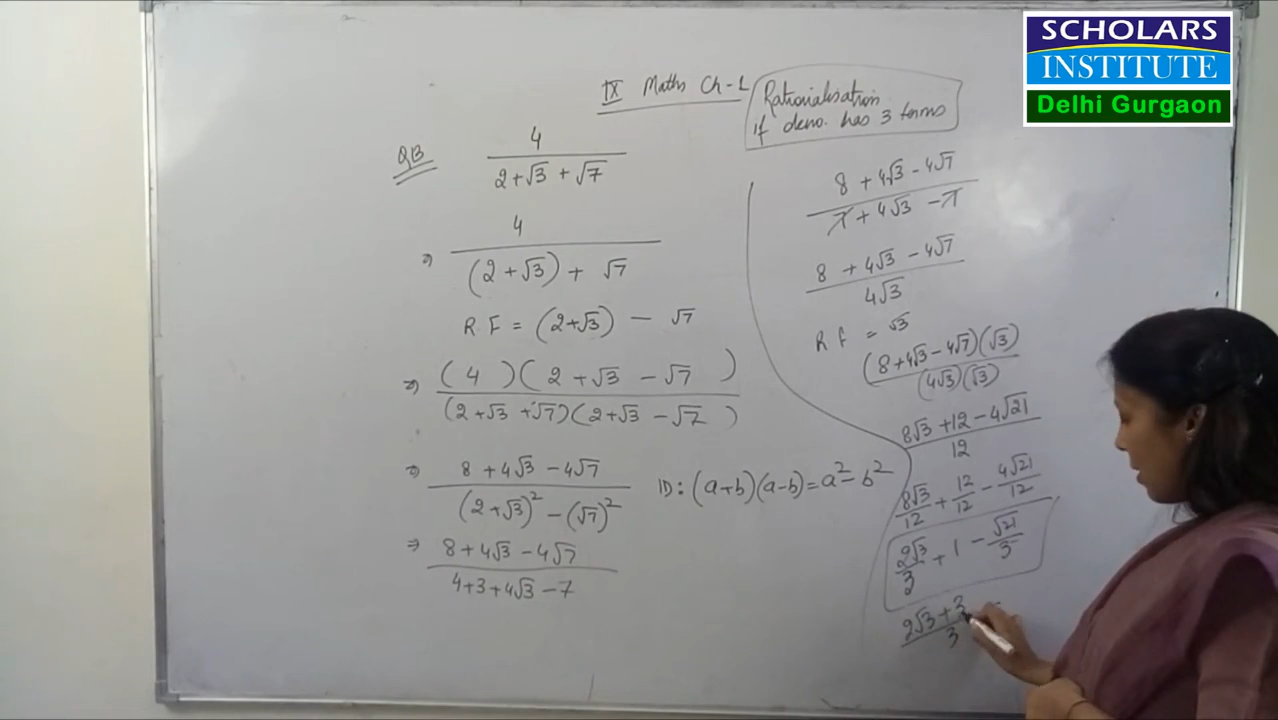 SCHOLARS
INSTITUTE
Delhi Gurgaon
IX Maths Ch-1
Rationalisation
if deno. has 3 terms
Q13
4
2+√3 +√7
⇒ 4
(2+√3) + √7
R F = (2+√3) — √7
⇒ ( 4 ) ( 2 + √3 - √7 )
(2+√3 +√7) (2+√3 - √7 )
⇒ 8 + 4√3 - 4√7
(2+√3)² - (√7)²
ID: (a+b)(a-b)=a²-b²
⇒ 8+4√3 -4√7
4+3+4√3 -7
8 + 4√3 - 4√7
7 + 4√3 - 7
8 + 4√3 - 4√7
4√3
R F = √3
(8+4√3-4√7)(√3)
(4√3)(√3)
8√3 +12 - 4√21
12
8√3 + 12 - 4√21
12 12 12
2√3 + 1 - √21
3 3
2√3 + 3 -
3